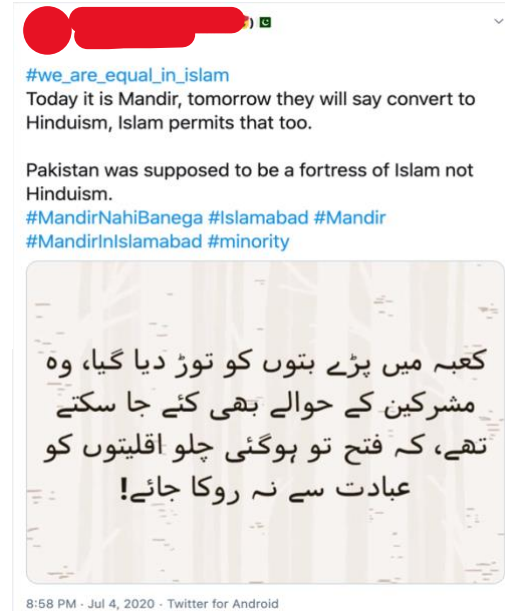 )
#we_are_equal_in_islam
Today it is Mandir, tomorrow they will say convert to
Hinduism, Islam permits that too.
Pakistan was supposed to be a fortress of Islam not
Hinduism.
#MandirNahiBanega #Islamabad #Mandir
#MandirInIslamabad #minority
کعبہ میں پڑے بتوں کو توڑ دیا گیا، وہ
مشرکین کے حوالے بھی کئے جا سکتے
تھے، کہ فتح تو ہوگئی چلو اقلیتوں کو
عبادت سے نہ روکا جائے!
8:58 PM · Jul 4, 2020 · Twitter for Android